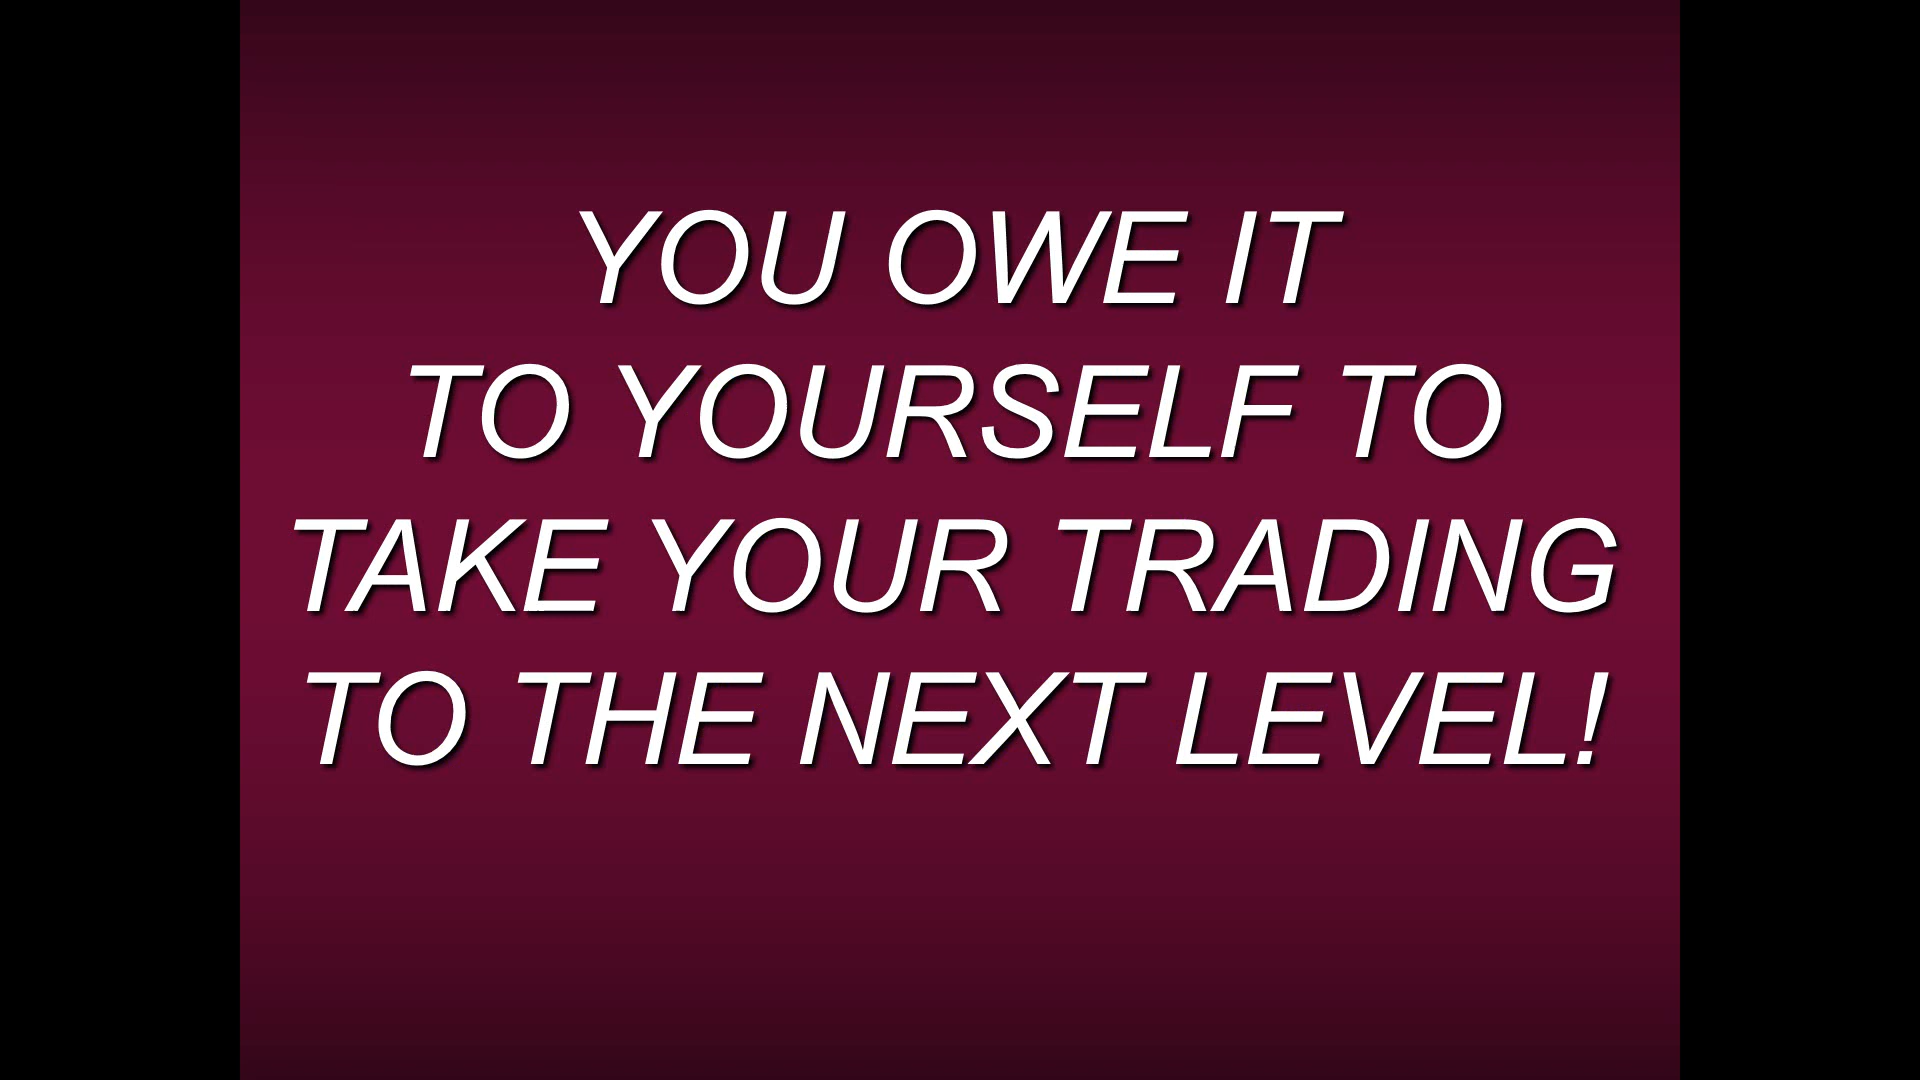 YOU OWE IT
TO YOURSELF TO
TAKE YOUR TRADING
TO THE NEXT LEVEL!